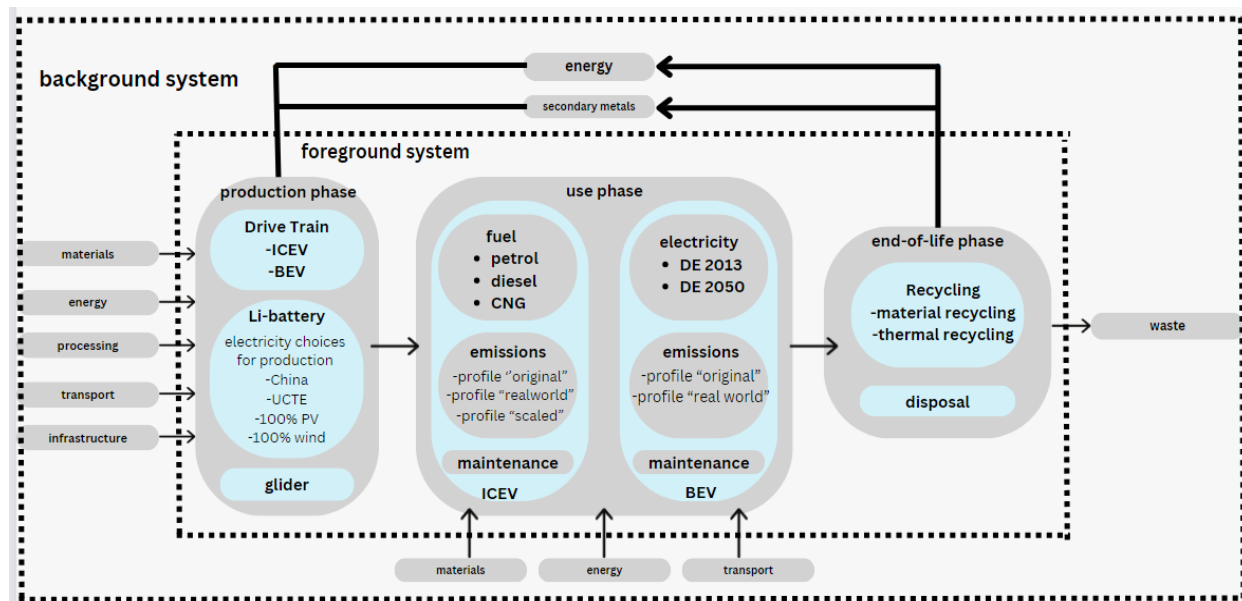 background system
energy
secondary metals
foreground system
production phase
Drive Train
-ICEV
-BEV
Li-battery
electricity choices
for production
-China
-UCTE
-100% PV
-100% wind
glider
materials
energy
processing
transport
infrastructure
use phase
fuel
• petrol
• diesel
• CNG
emissions
-profile ‘’original”
-profile “realworld”
-profile “scaled”
maintenance
ICEV
electricity
• DE 2013
• DE 2050
emissions
-profile “original”
-profile “real world”
maintenance
BEV
materials
energy
transport
end-of-life phase
Recycling
-material recycling
-thermal recycling
disposal
waste